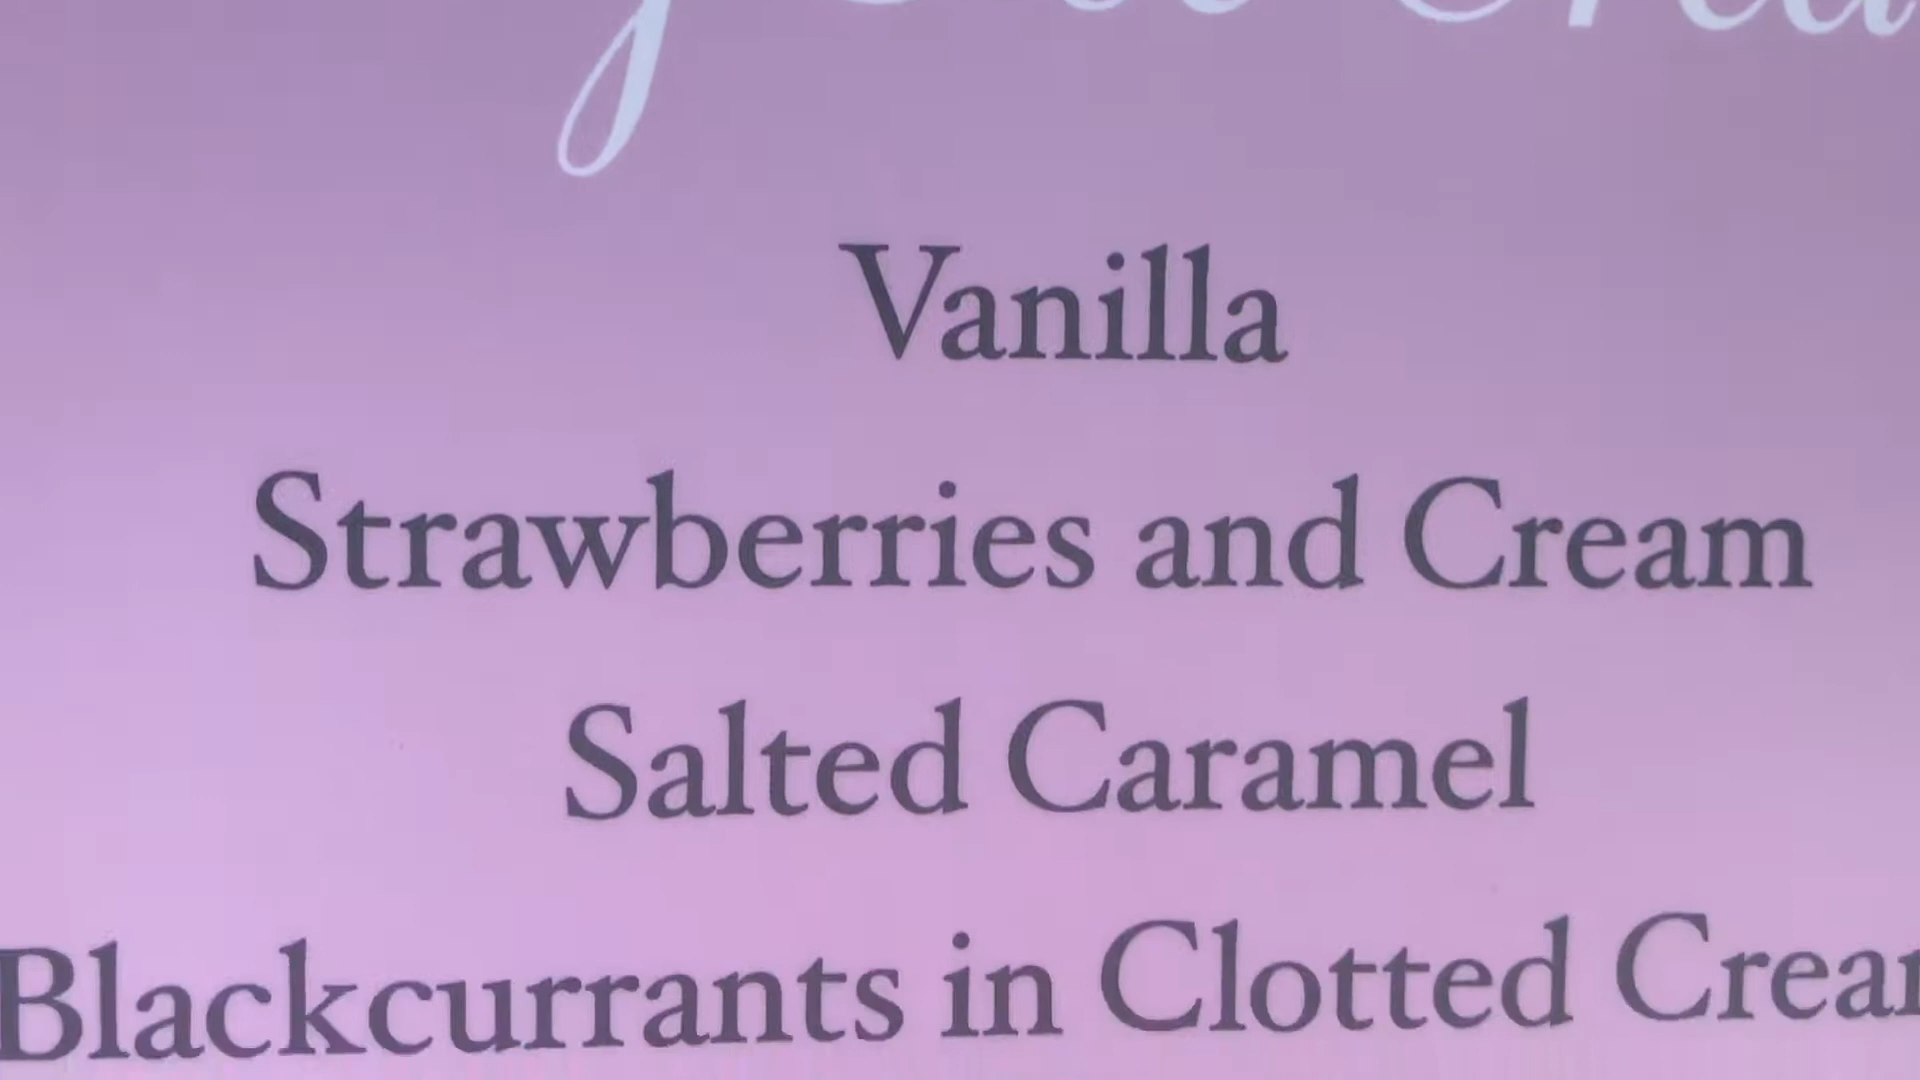 Vanilla
Strawberries and Cream
Salted Caramel
Blackcurrants in Clotted